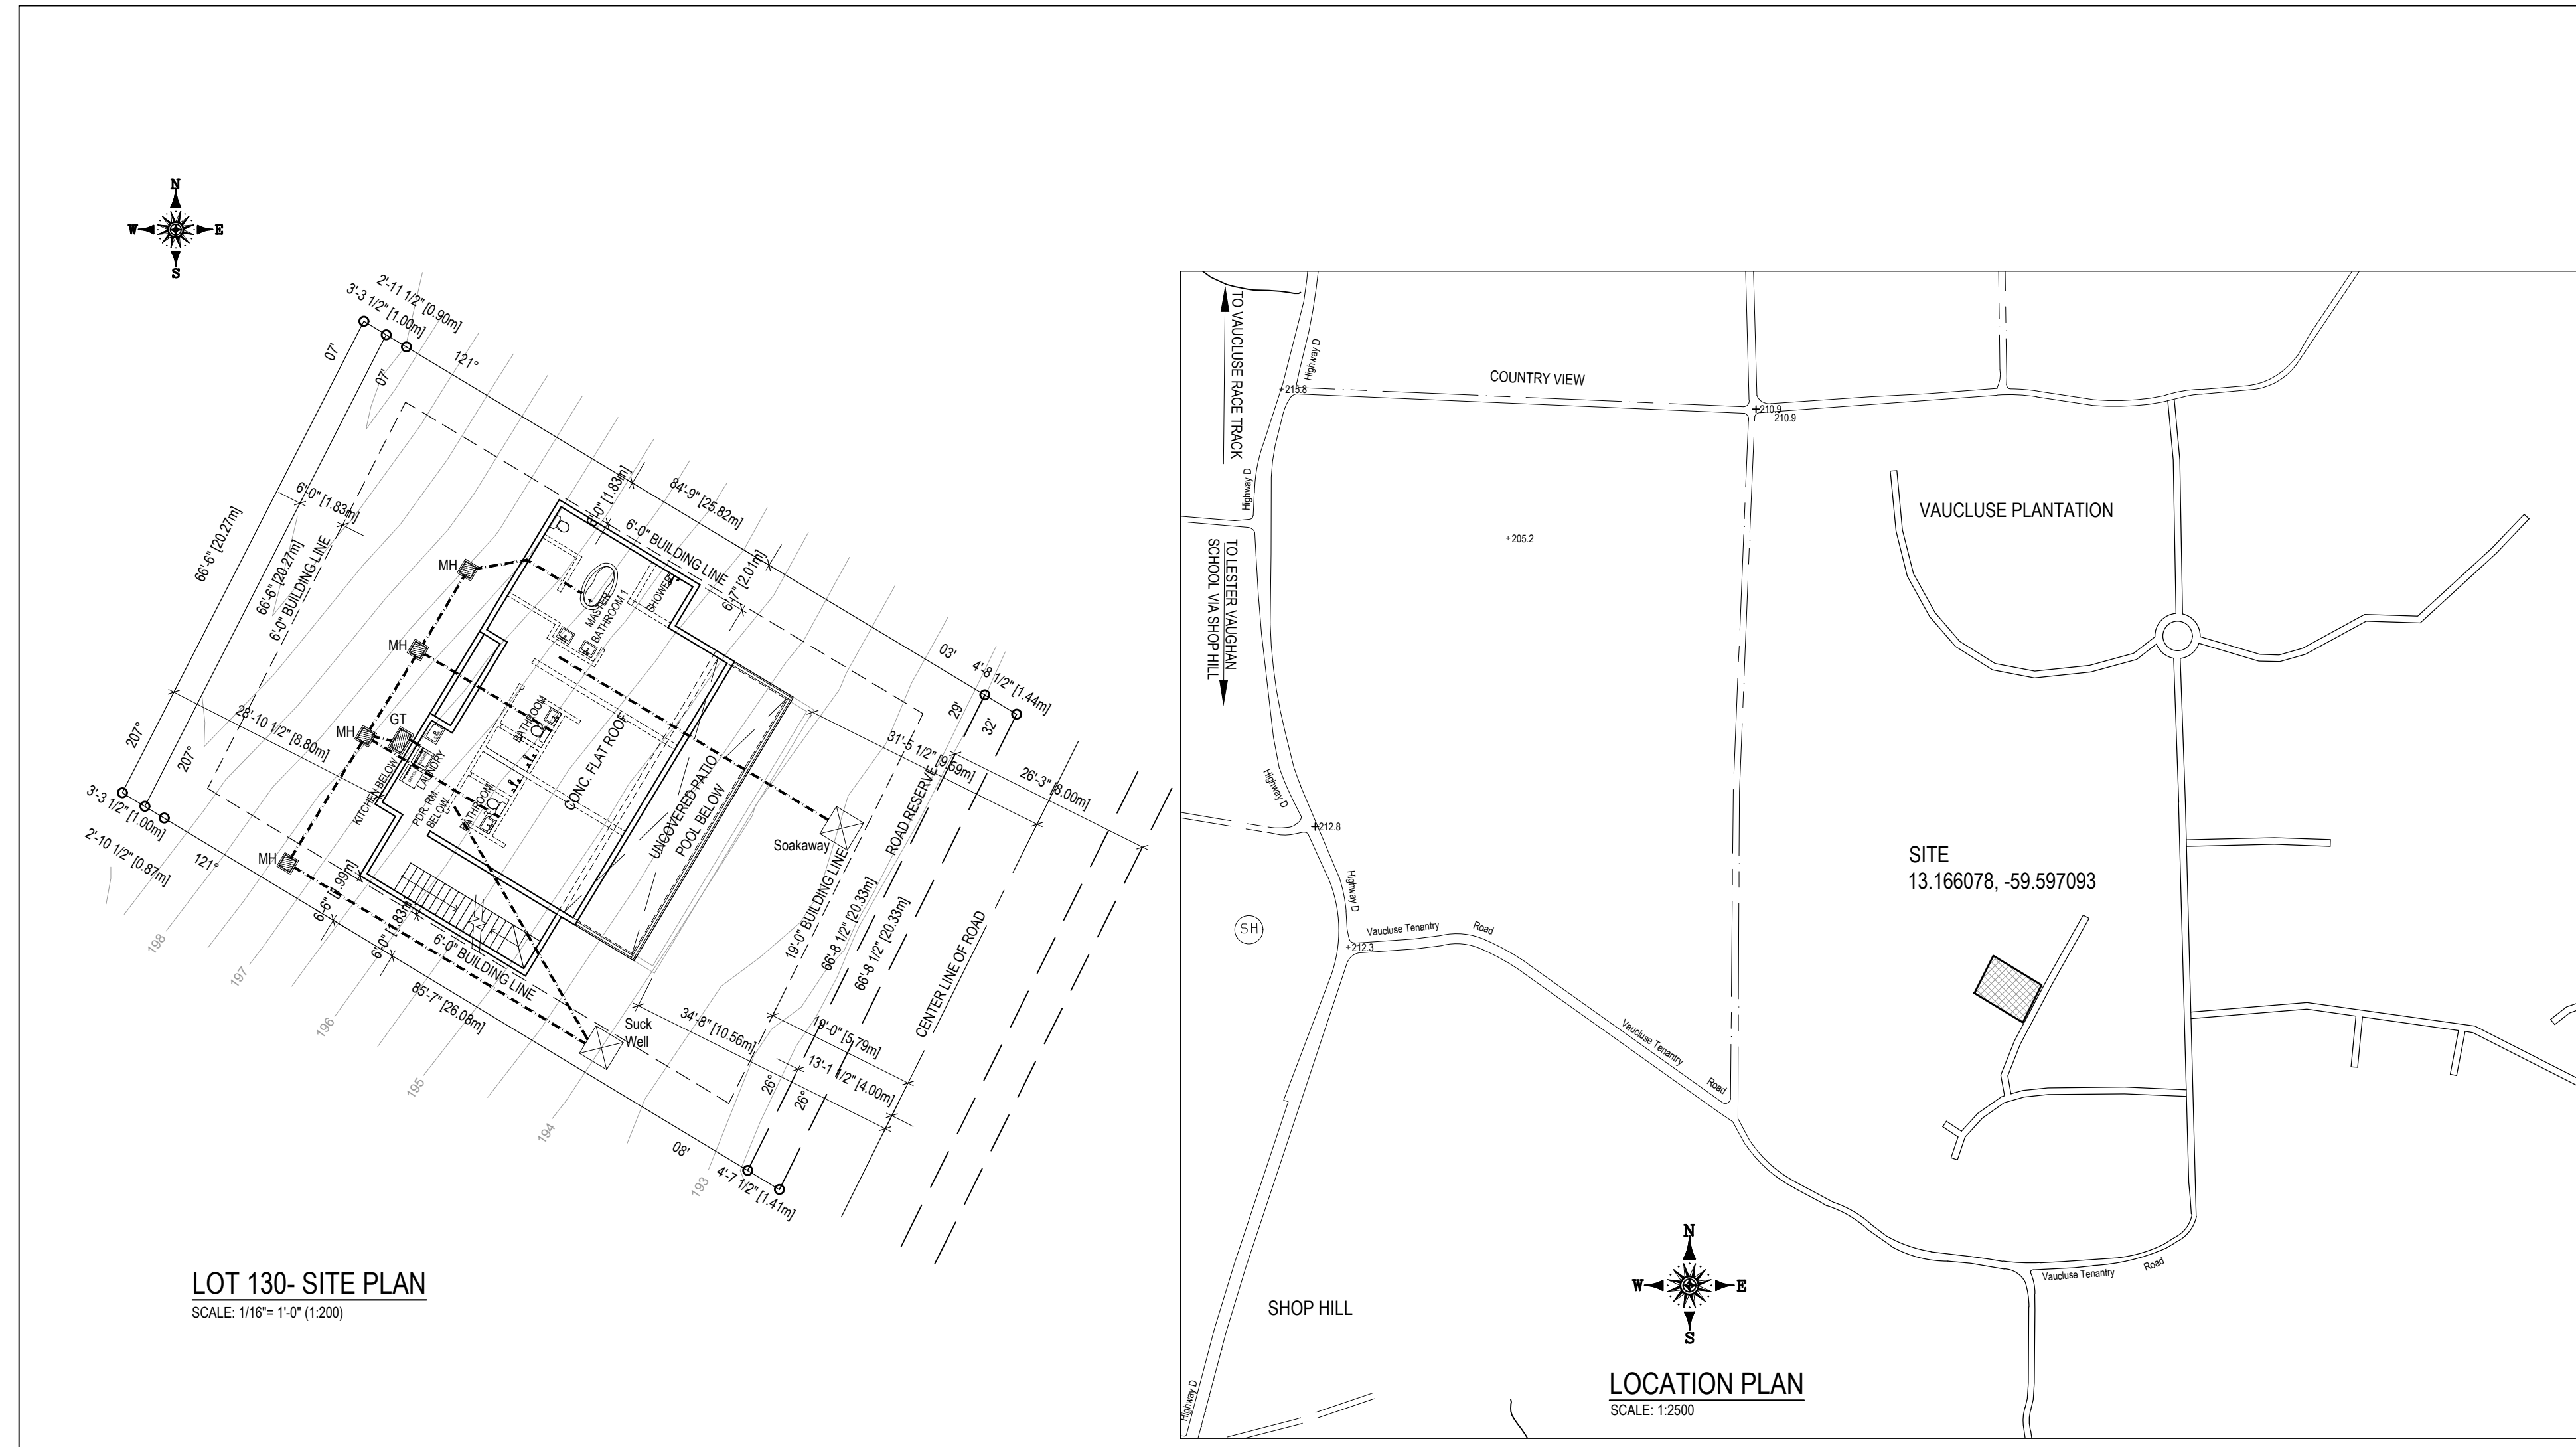 N
W
E
S
2'-11 1/2" [0.90m]
3'-3 1/2" [1.00m]
07'
07'
121°
66'-6" [20.27m]
66'-6" [20.27m]
6'-0" [1.83m]
6'-0" BUILDING LINE
6'-0" [1.83m]
84'-9" [25.82m]
6'-0" BUILDING LINE
6'-7" [2.01m]
MH
MASTER
BATHROOM 1
SHOWER
MH
03'
4'-8 1/2" [1.44m]
29'
32'
207°
207°
28'-10 1/2" [8.80m]
MH
GT
BATHROOM
LAUNDRY
KITCHEN BELOW
PDR. RM.
BELOW
BATHROOM
CONC. FLAT ROOF
UNCOVERED PATIO
POOL BELOW
31'-5 1/2" [9.59m]
26'-3" [8.00m]
ROAD RESERVE
Soakaway
3'-3 1/2" [1.00m]
2'-10 1/2" [0.87m]
121°
MH
6'-0" BUILDING LINE
85'-7" [26.08m]
Suck
Well
19'-0" BUILDING LINE
66'-8 1/2" [20.33m]
66'-8 1/2" [20.33m]
CENTER LINE OF ROAD
34'-8" [10.56m]
19'-0" [5.79m]
13'-1 1/2" [4.00m]
26°
26°
08'
4'-7 1/2" [1.41m]
198
197
196
195
194
193
LOT 130- SITE PLAN
SCALE: 1/16"= 1'-0" (1:200)
TO VAUCLUSE RACE TRACK
Highway D
215.8
COUNTRY VIEW
210.9
210.9
Highway D
205.2
VAUCLUSE PLANTATION
TO LESTER VAUGHAN
SCHOOL VIA SHOP HILL
Highway D
212.8
Highway D
SH
212.3
Vaucluse Tenantry
Road
SITE
13.166078, -59.597093
Vaucluse Tenantry
Road
Vaucluse Tenantry
Road
SHOP HILL
N
W
E
S
Highway D
LOCATION PLAN
SCALE: 1:2500